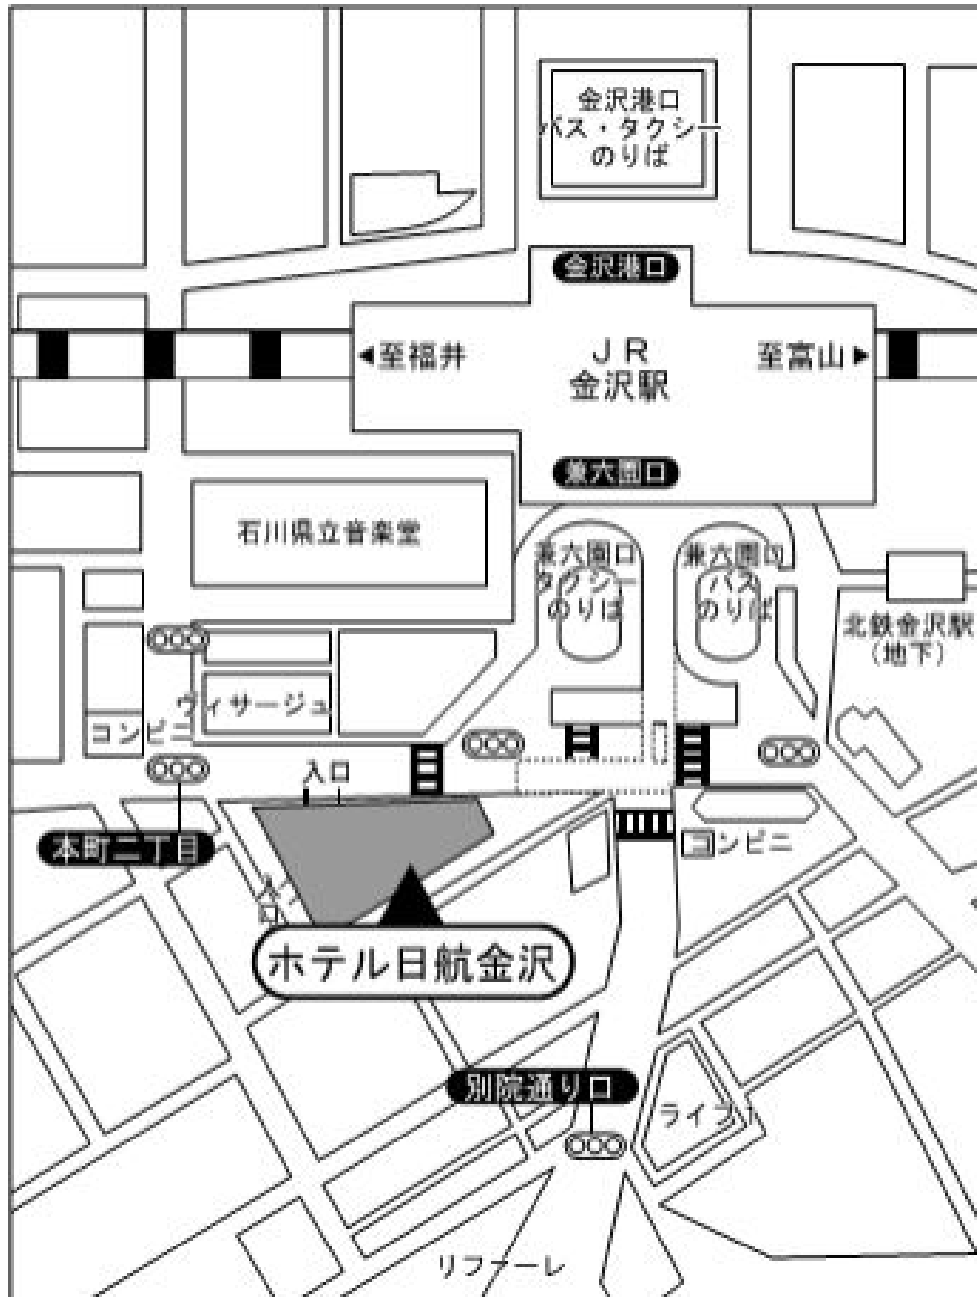 金沢港口
バス・タクシー
のりば
金沢港口
◀至福井
ＪＲ
金沢駅
至富山▶
兼六園口
石川県立音楽堂
兼六園口
タクシー
のりば
兼六園口
バス
のりば
北鉄金沢駅
（地下）
ヴィサージュ
コンビニ
入口
本町二丁目
コンビニ
入口
ホテル日航金沢
別院通り口
リファーレ